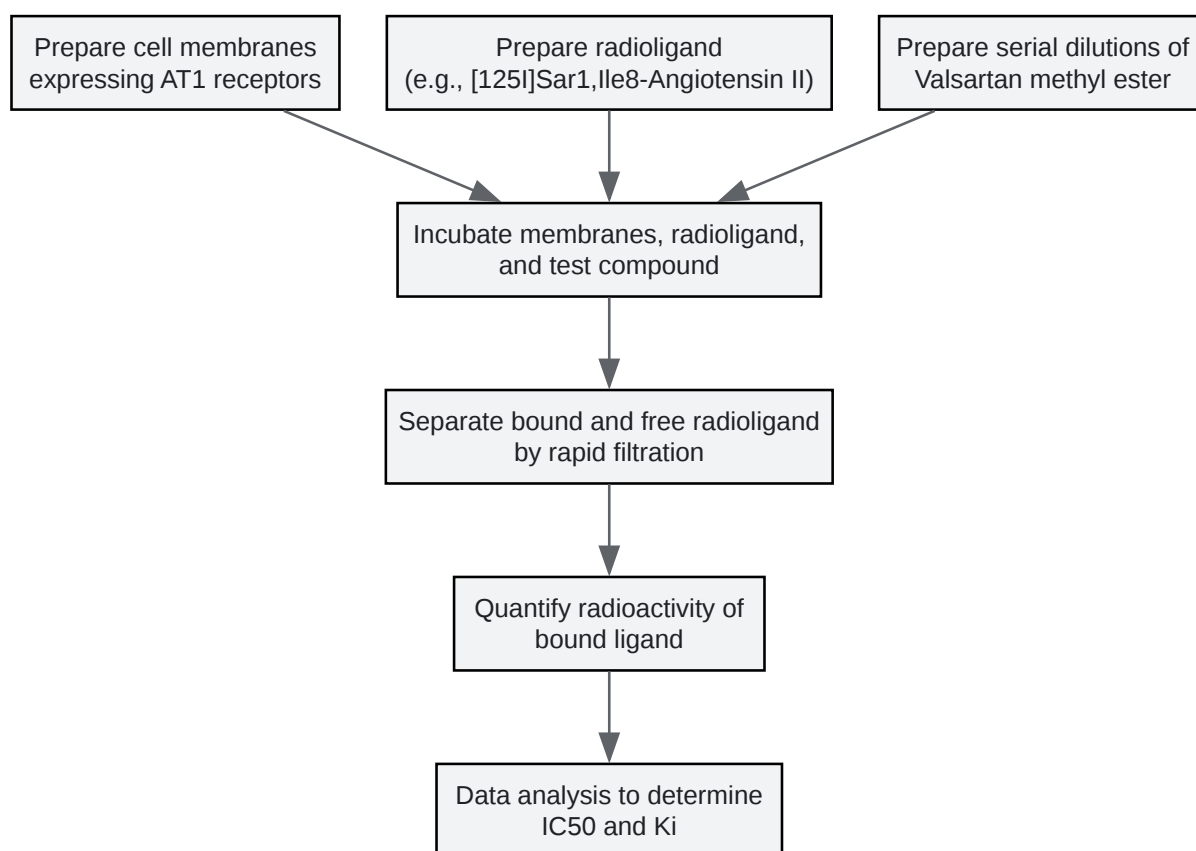 Prepare cell membranes
expressing AT1 receptors
Prepare radioligand
(e.g., [125I]Sar1,Ile8-Angiotensin II)
Prepare serial dilutions of
Valsartan methyl ester
Incubate membranes, radioligand,
and test compound
Separate bound and free radioligand
by rapid filtration
Quantify radioactivity of
bound ligand
Data analysis to determine
IC50 and Ki